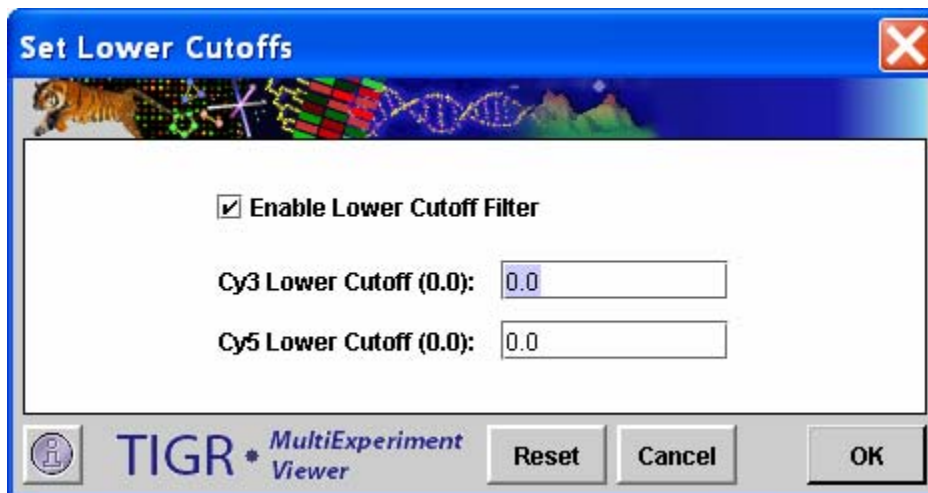 Set Lower Cutoffs
Enable Lower Cutoff Filter
Cy3 Lower Cutoff (0.0): 0.0
Cy5 Lower Cutoff (0.0): 0.0
TIGR * MultiExperiment
Viewer
Reset Cancel OK